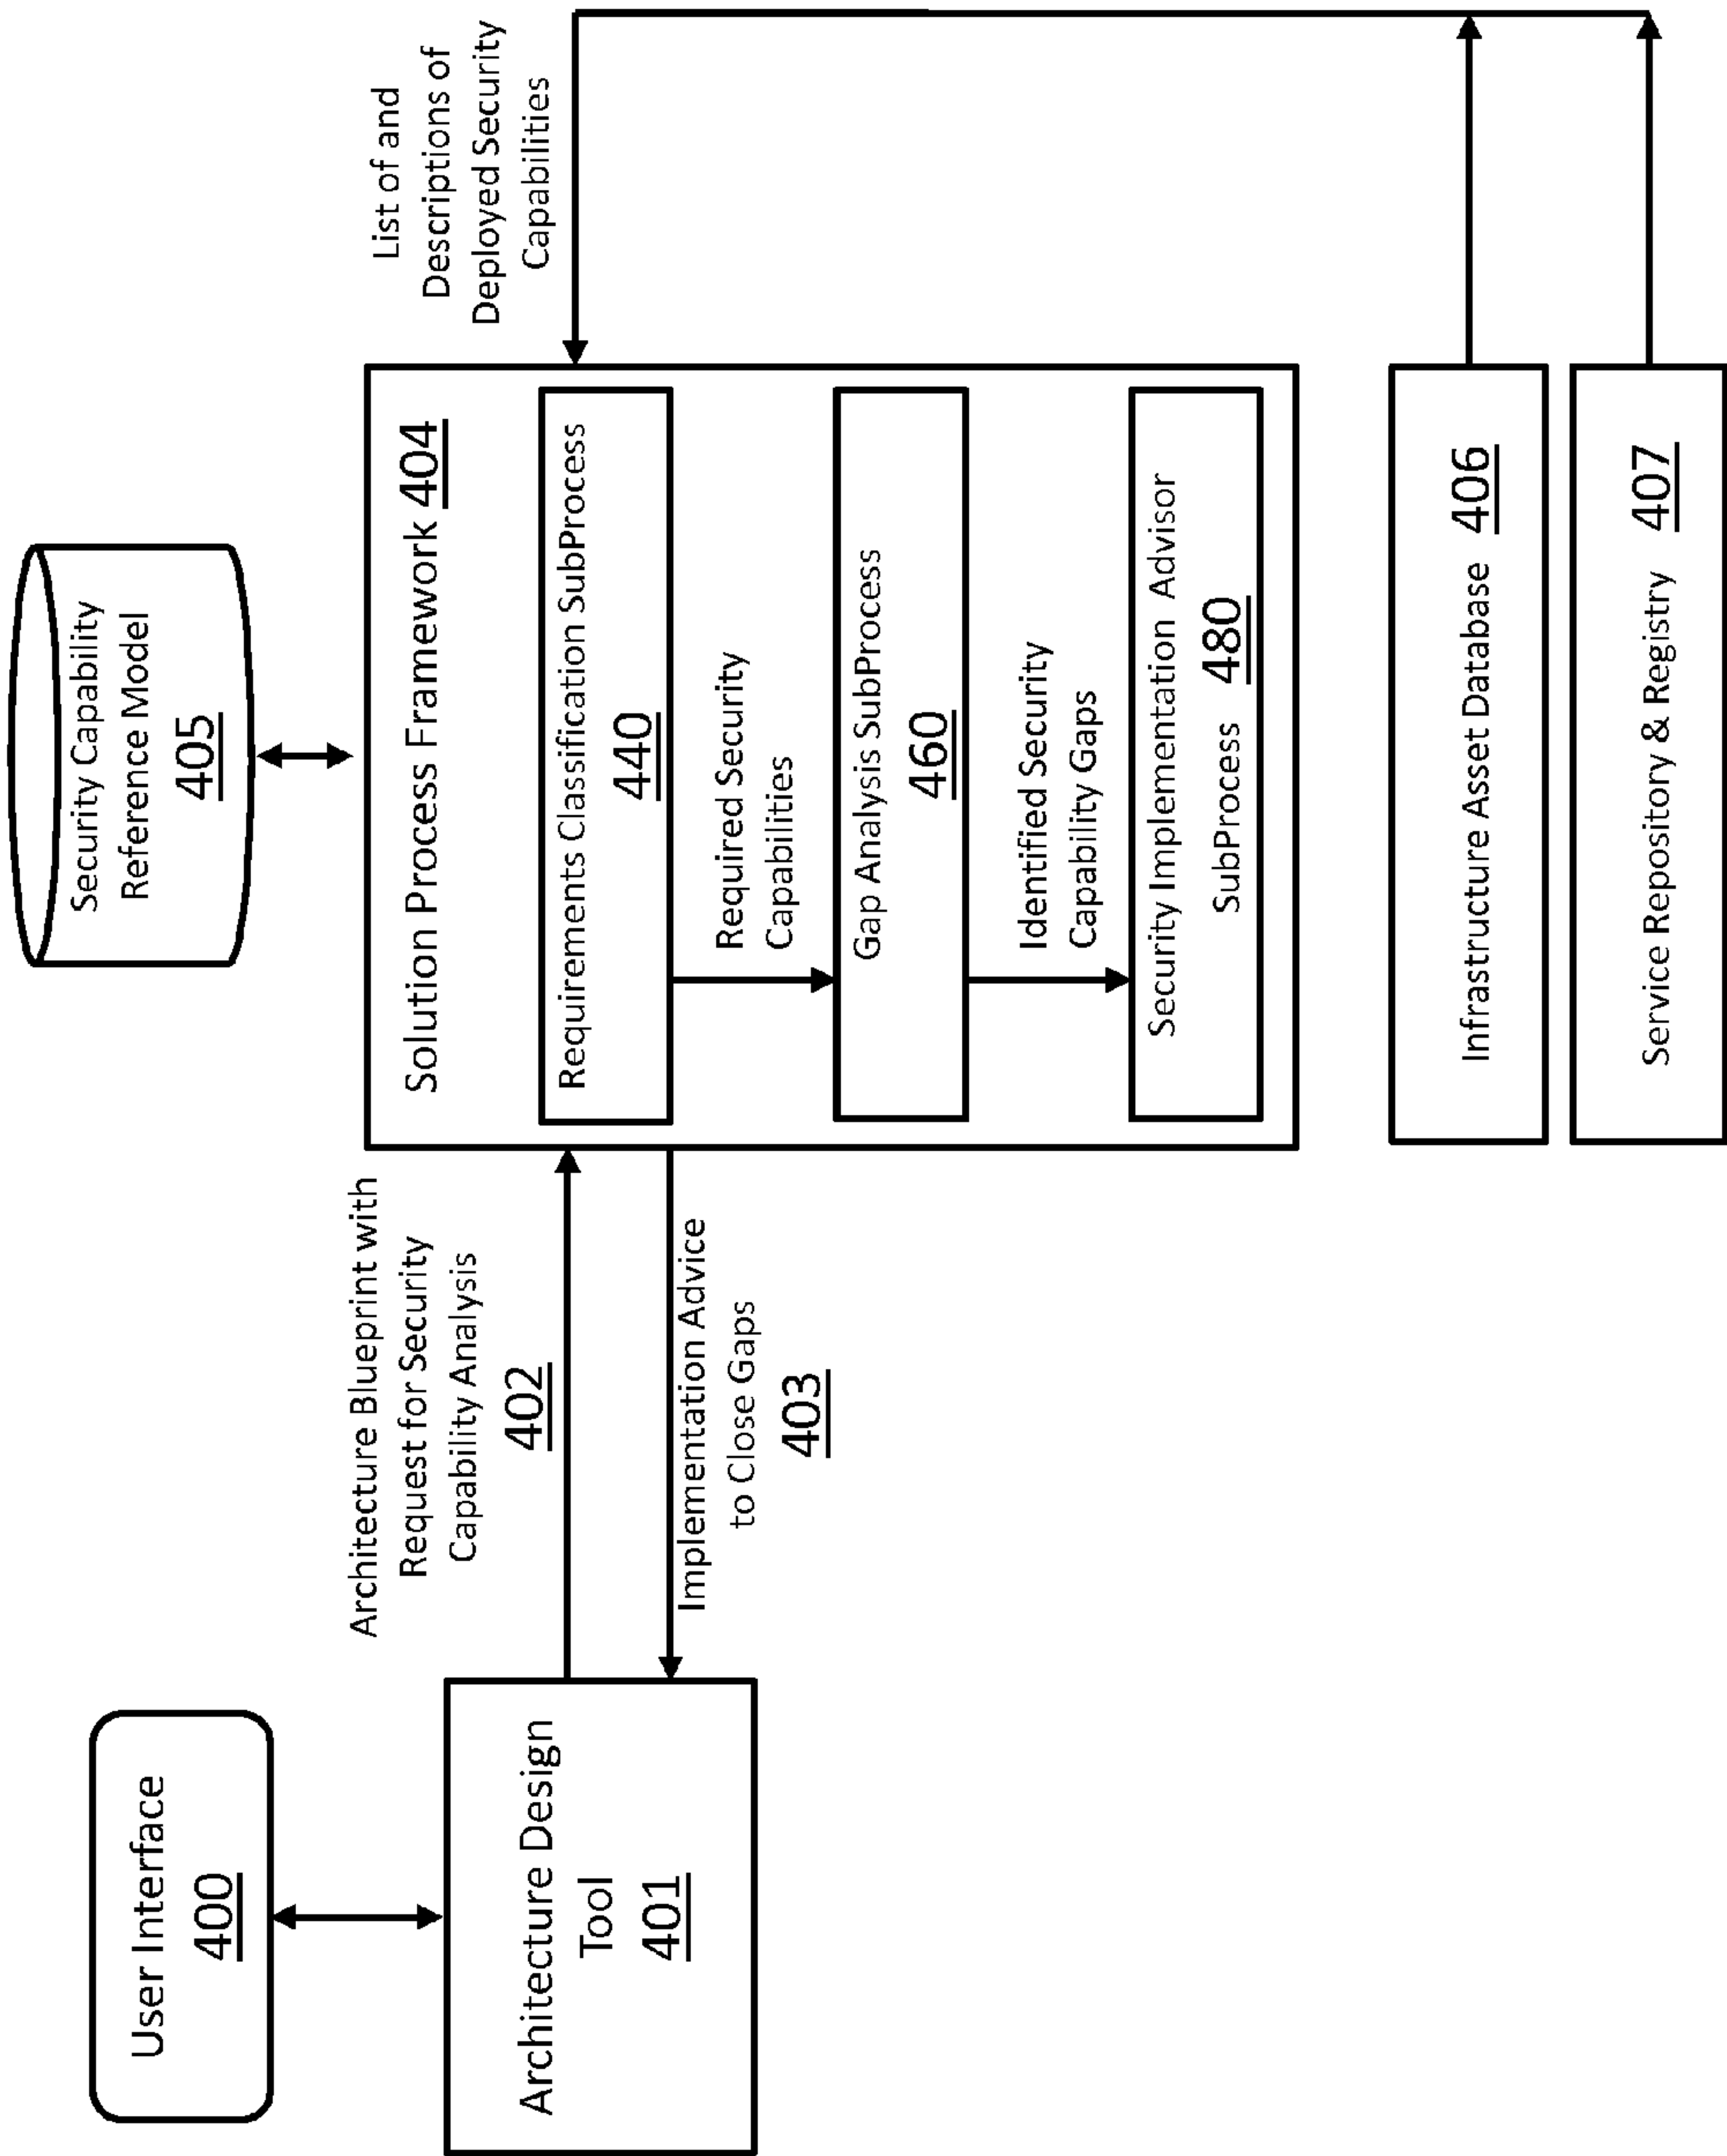 User Interface
400
Architecture Design
Tool
401
Architecture Blueprint with
Request for Security
Capability Analysis
402
Implementation Advice
to Close Gaps
403
Security Capability
Reference Model
405
Solution Process Framework 404
Requirements Classification SubProcess
440
Required Security
Capabilities
Gap Analysis SubProcess
460
Identified Security
Capability Gaps
Security Implementation Advisor
SubProcess 480
List of and
Descriptions of
Deployed Security
Capabilities
Infrastructure Asset Database 406
Service Repository & Registry 407